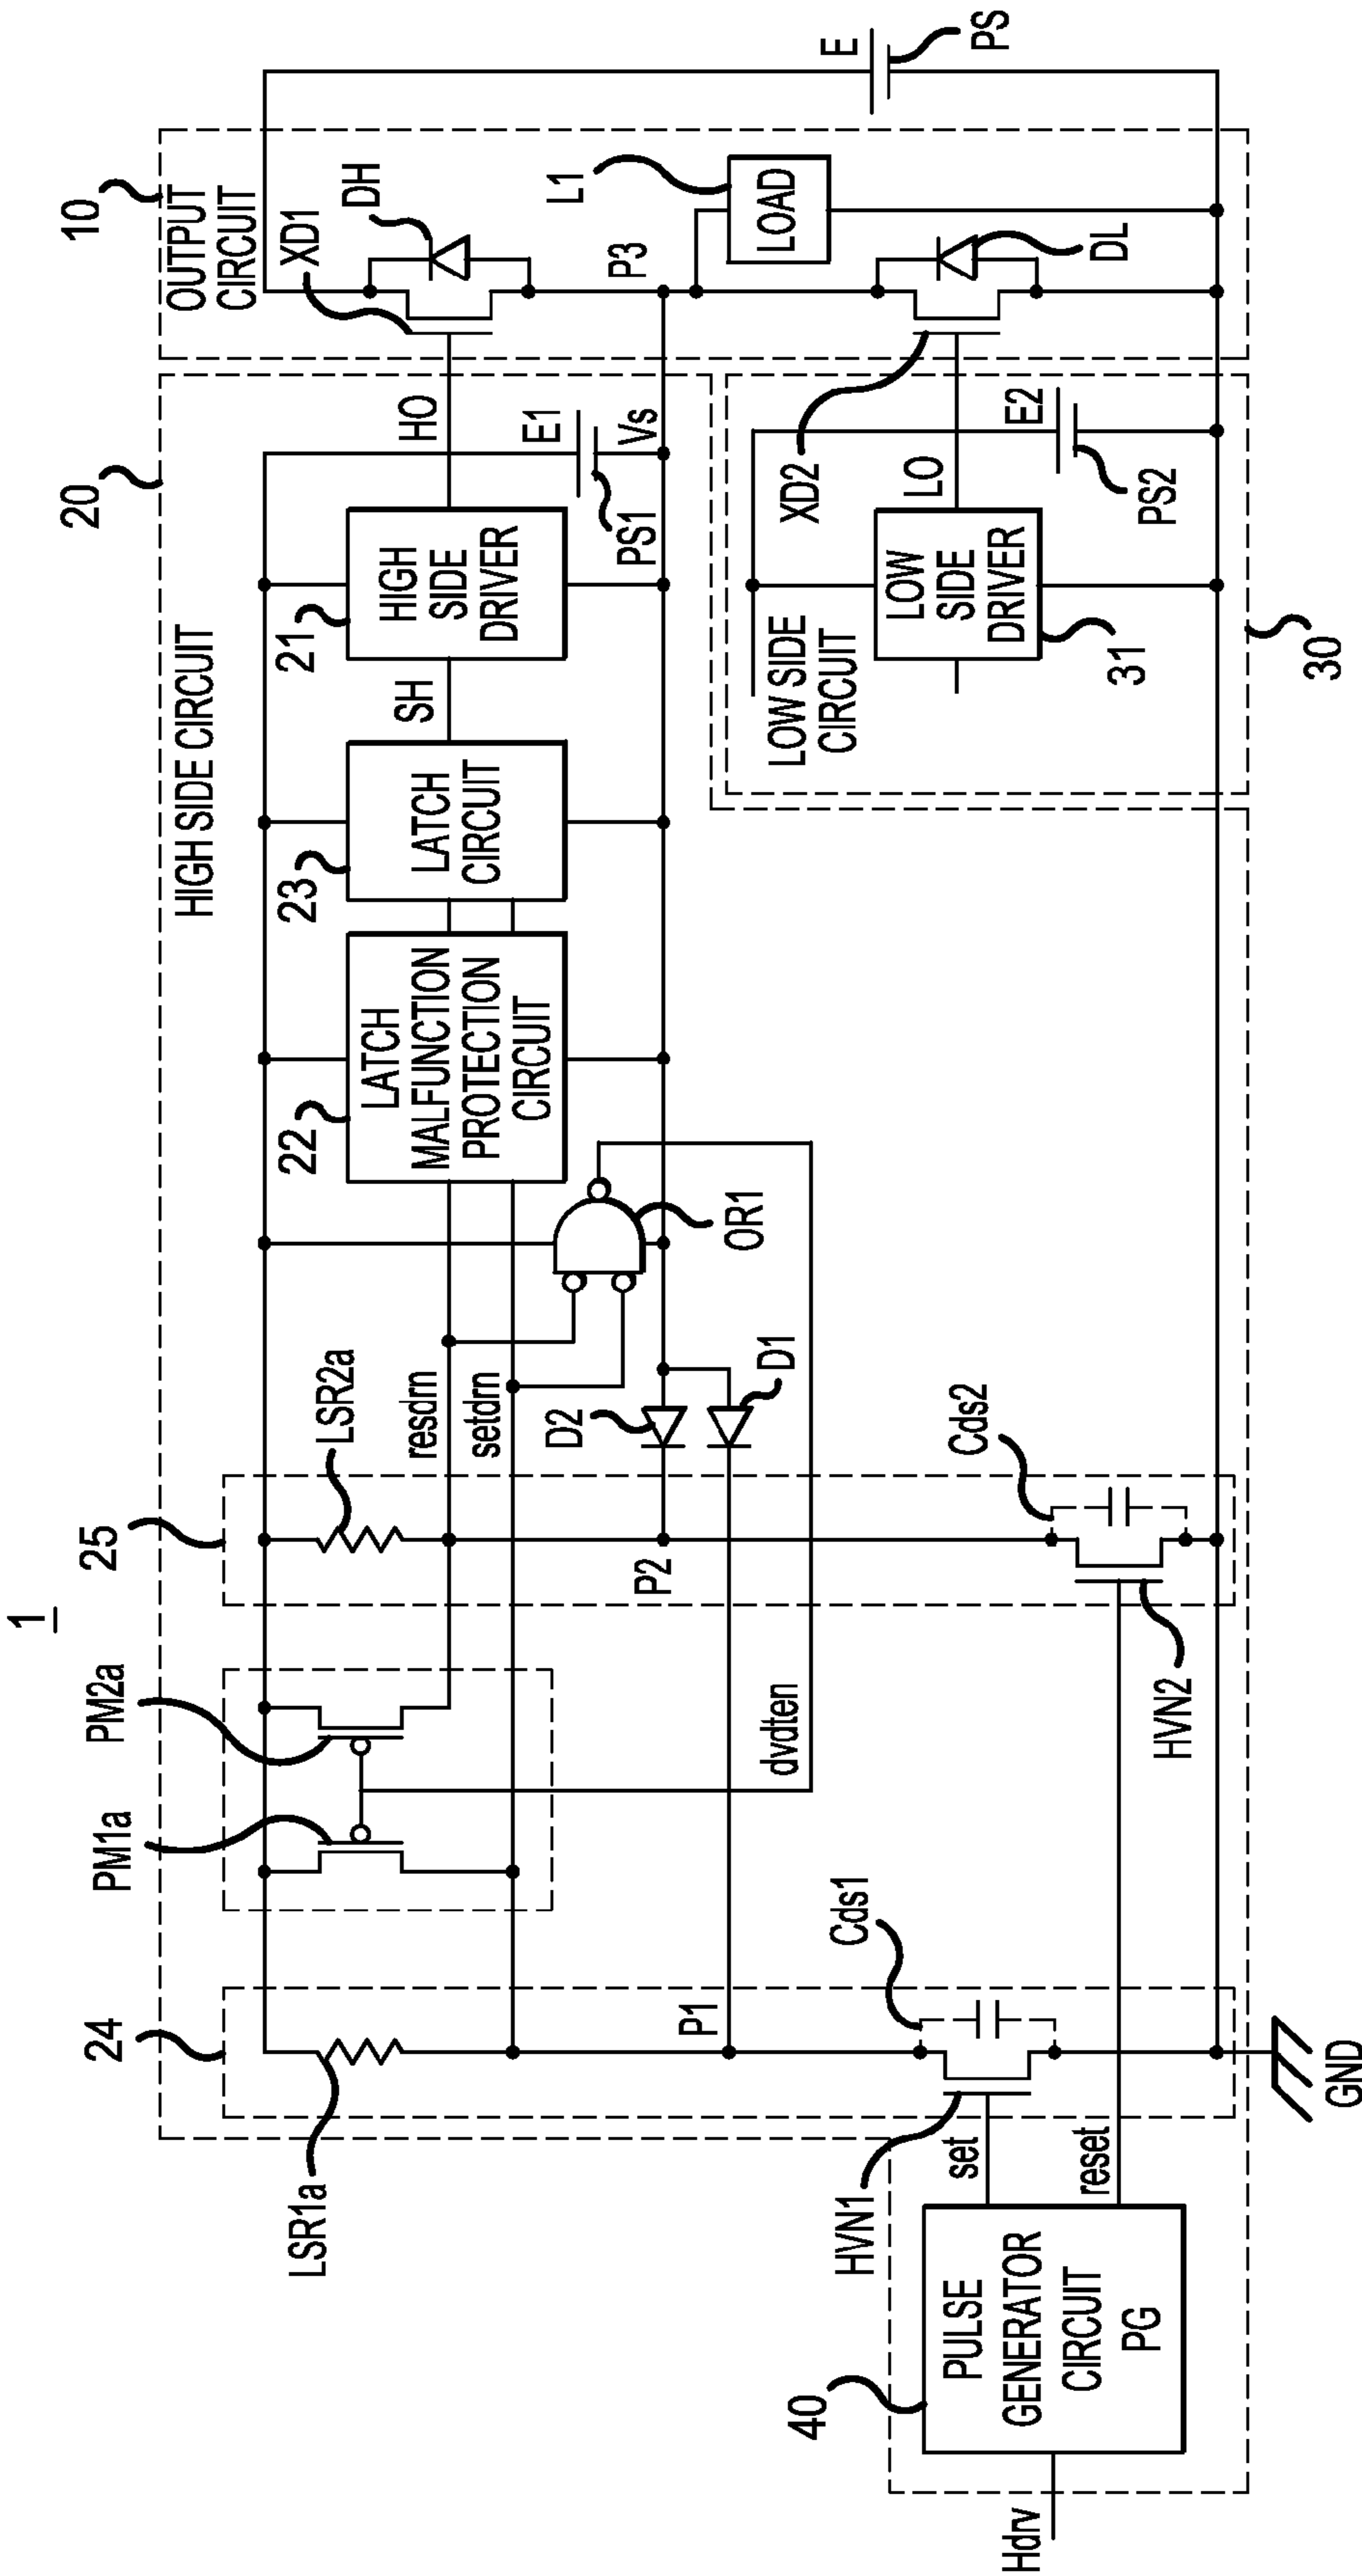 1
HIGH SIDE CIRCUIT
20
OUTPUT
CIRCUIT
10
24
25
LSR1a
PM1a
PM2a
LSR2a
resdrn
setdrn
22
LATCH
MALFUNCTION
PROTECTION
CIRCUIT
23
LATCH
CIRCUIT
SH
21
HIGH
SIDE
DRIVER
HO
E1
PS1
Vs
XD1
DH
P3
L1
LOAD
E
PS
OR1
D2
D1
P2
P1
dvdten
Cds1
Cds2
HVN1
HVN2
set
reset
40
PULSE
GENERATOR
CIRCUIT
PG
Hdrv
GND
LOW SIDE
CIRCUIT
LOW
SIDE
DRIVER
31
LO
XD2
E2
PS2
DL
30